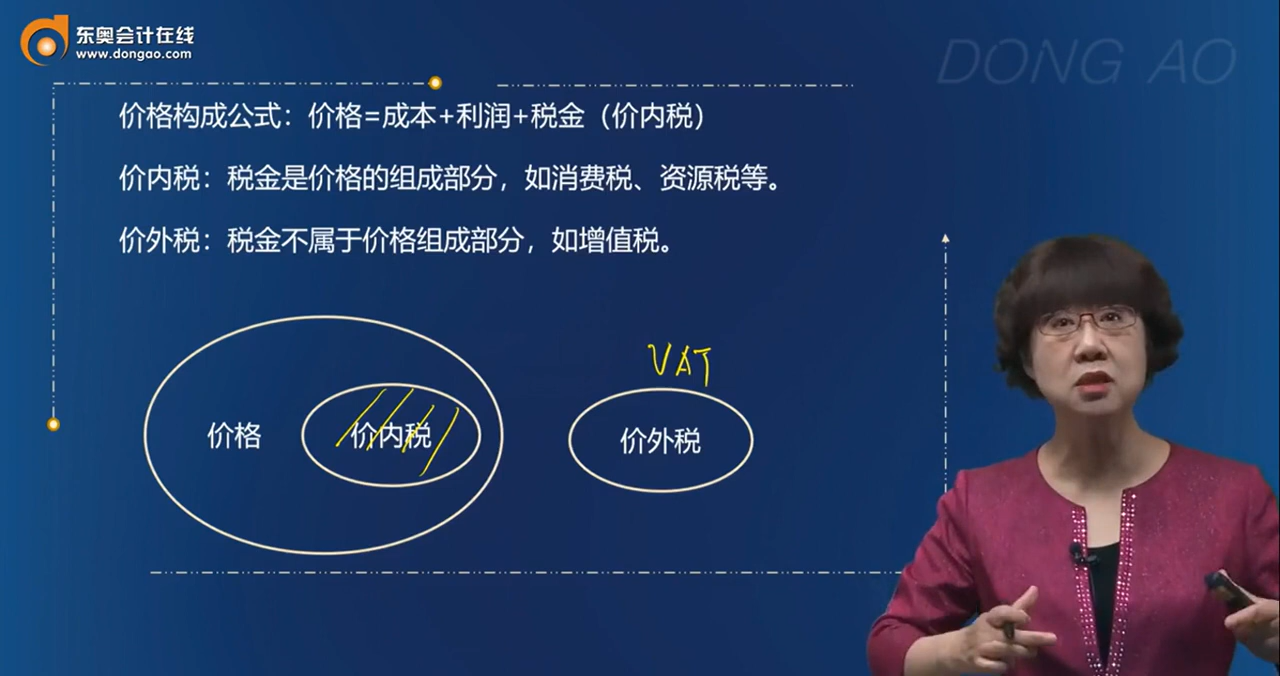 东奥会计在线
www.dongao.com
DONG AO
价格构成公式：价格=成本+利润+税金（价内税）
价内税：税金是价格的组成部分，如消费税、资源税等。
价外税：税金不属于价格组成部分，如增值税。
VAT
价格
价内税
价外税